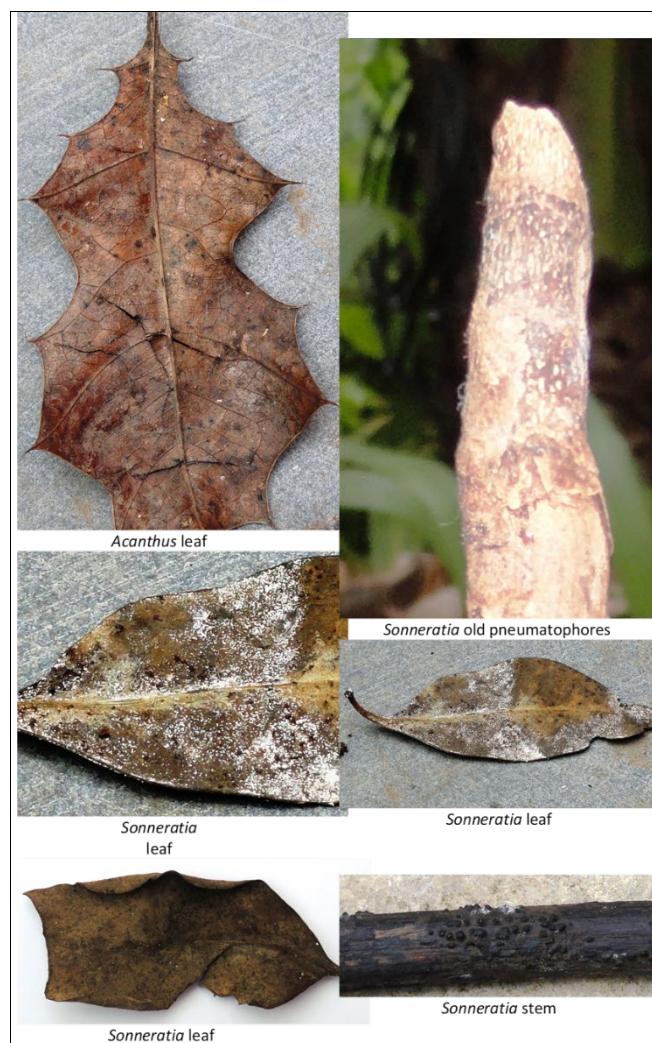 Acanthus leaf
Sonneratia old pneumatophores
Sonneratia
leaf
Sonneratia leaf
Sonneratia leaf
Sonneratia stem